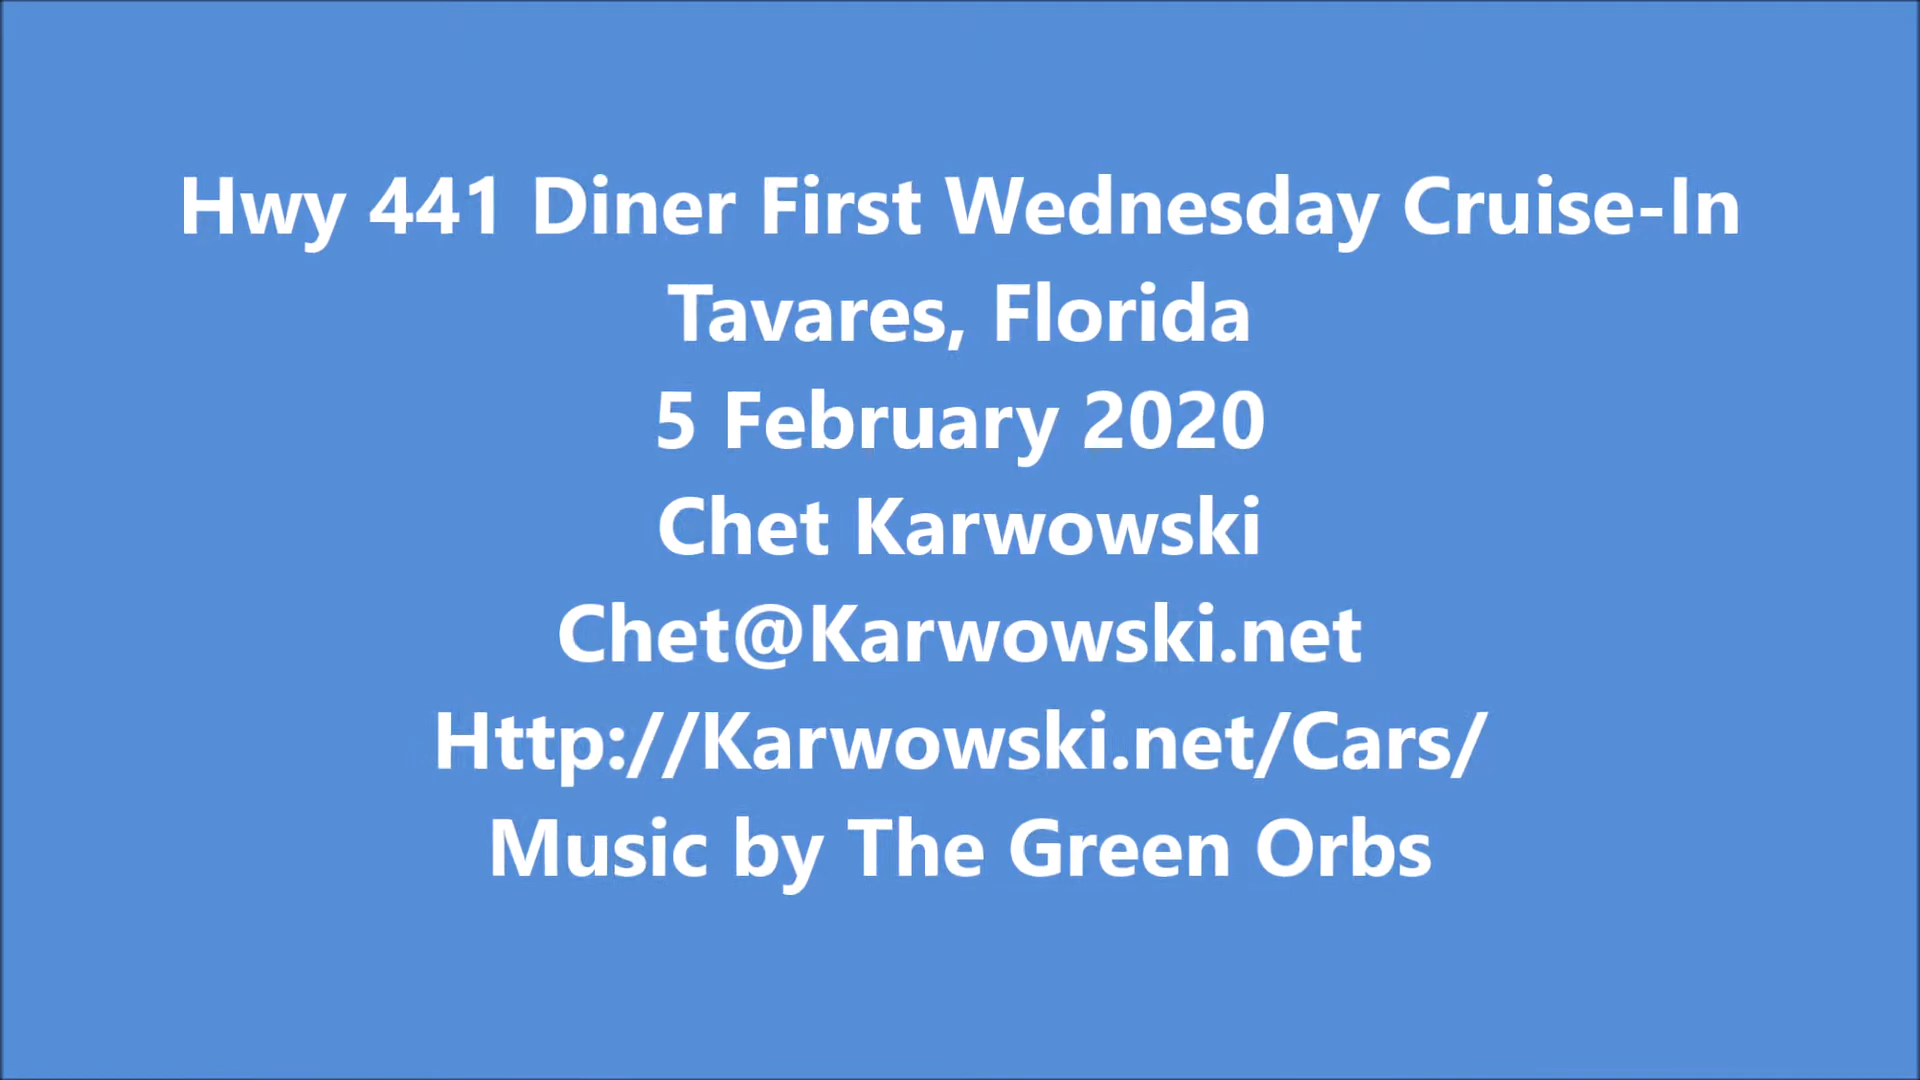 Hwy 441 Diner First Wednesday Cruise-In
Tavares, Florida
5 February 2020
Chet Karwowski
Chet@Karwowski.net
Http://Karwowski.net/Cars/
Music by The Green Orbs